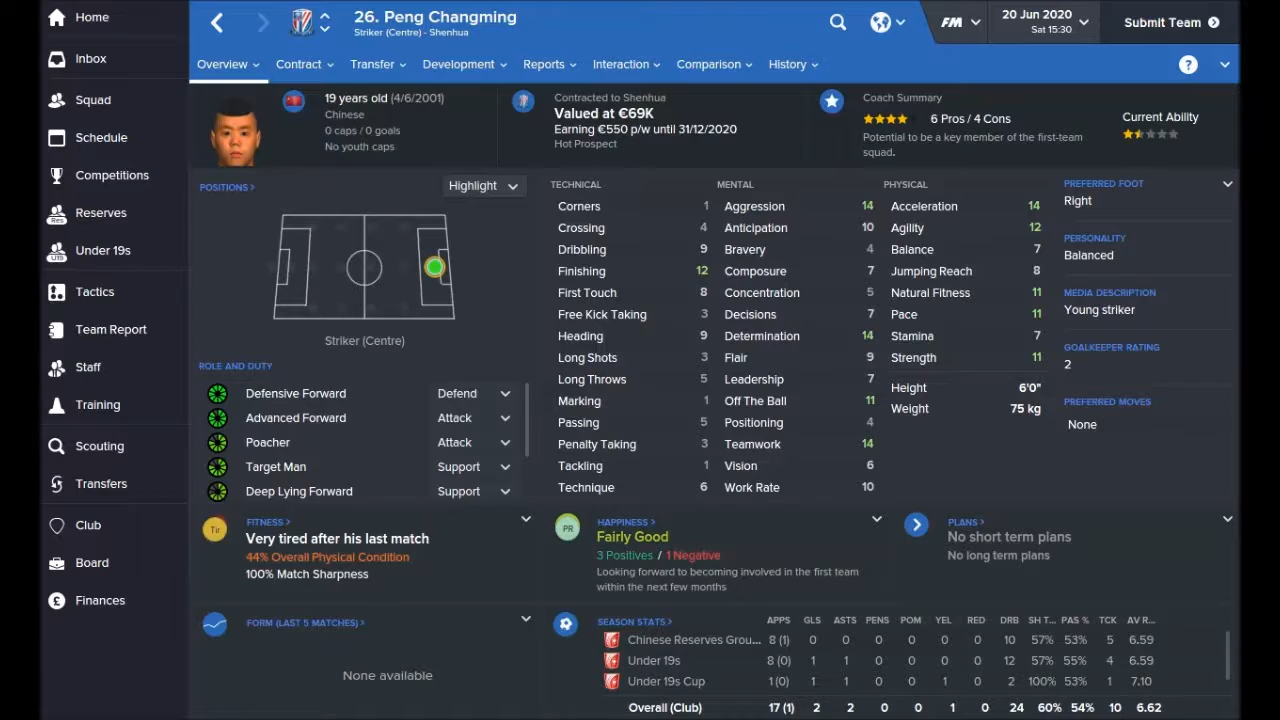 Home
Inbox
Squad
Schedule
Competitions
Res
Reserves
U19
Under 19s
Tactics
Team Report
Staff
Training
Scouting
Transfers
Club
Board
£
Finances
26. Peng Changming
Striker (Centre) - Shenhua
FM
20 Jun 2020
Sat 15:30
Submit Team
Overview
Contract
Transfer
Development
Reports
Interaction
Comparison
History
?
19 years old (4/6/2001)
Chinese
0 caps / 0 goals
No youth caps
Contracted to Shenhua
Valued at €69K
Earning €550 p/w until 31/12/2020
Hot Prospect
Coach Summary
6 Pros / 4 Cons
Potential to be a key member of the first-team
squad.
Current Ability
POSITIONS >
Highlight
Striker (Centre)
ROLE AND DUTY
Defensive Forward Defend
Advanced Forward Attack
Poacher Attack
Target Man Support
Deep Lying Forward Support
TECHNICAL
Corners 1
Crossing 4
Dribbling 9
Finishing 12
First Touch 8
Free Kick Taking 3
Heading 9
Long Shots 3
Long Throws 5
Marking 1
Passing 5
Penalty Taking 3
Tackling 1
Technique 6
MENTAL
Aggression 14
Anticipation 10
Bravery 4
Composure 7
Concentration 5
Decisions 7
Determination 14
Flair 9
Leadership 7
Off The Ball 11
Positioning 4
Teamwork 14
Vision 6
Work Rate 10
PHYSICAL
Acceleration 14
Agility 12
Balance 7
Jumping Reach 8
Natural Fitness 11
Pace 11
Stamina 7
Strength 11
Height 6'0"
Weight 75 kg
PREFERRED FOOT
Right
PERSONALITY
Balanced
MEDIA DESCRIPTION
Young striker
GOALKEEPER RATING
2
PREFERRED MOVES
None
Tir
FITNESS >
Very tired after his last match
44% Overall Physical Condition
100% Match Sharpness
PR
HAPPINESS >
Fairly Good
3 Positives / 1 Negative
Looking forward to becoming involved in the first team
within the next few months
PLANS >
No short term plans
No long term plans
FORM (LAST 5 MATCHES) >
None available
SEASON STATS > APPS GLS ASTS PENS POM YEL RED DRB SH T... PAS % TCK AV R...
Chinese Reserves Grou... 8 (1) 0 0 0 0 0 0 10 57% 53% 5 6.59
Under 19s 8 (0) 1 1 0 0 0 0 12 57% 55% 4 6.59
Under 19s Cup 1 (0) 1 1 0 0 1 0 2 100% 53% 1 7.10
Overall (Club) 17 (1) 2 2 0 0 1 0 24 60% 54% 10 6.62